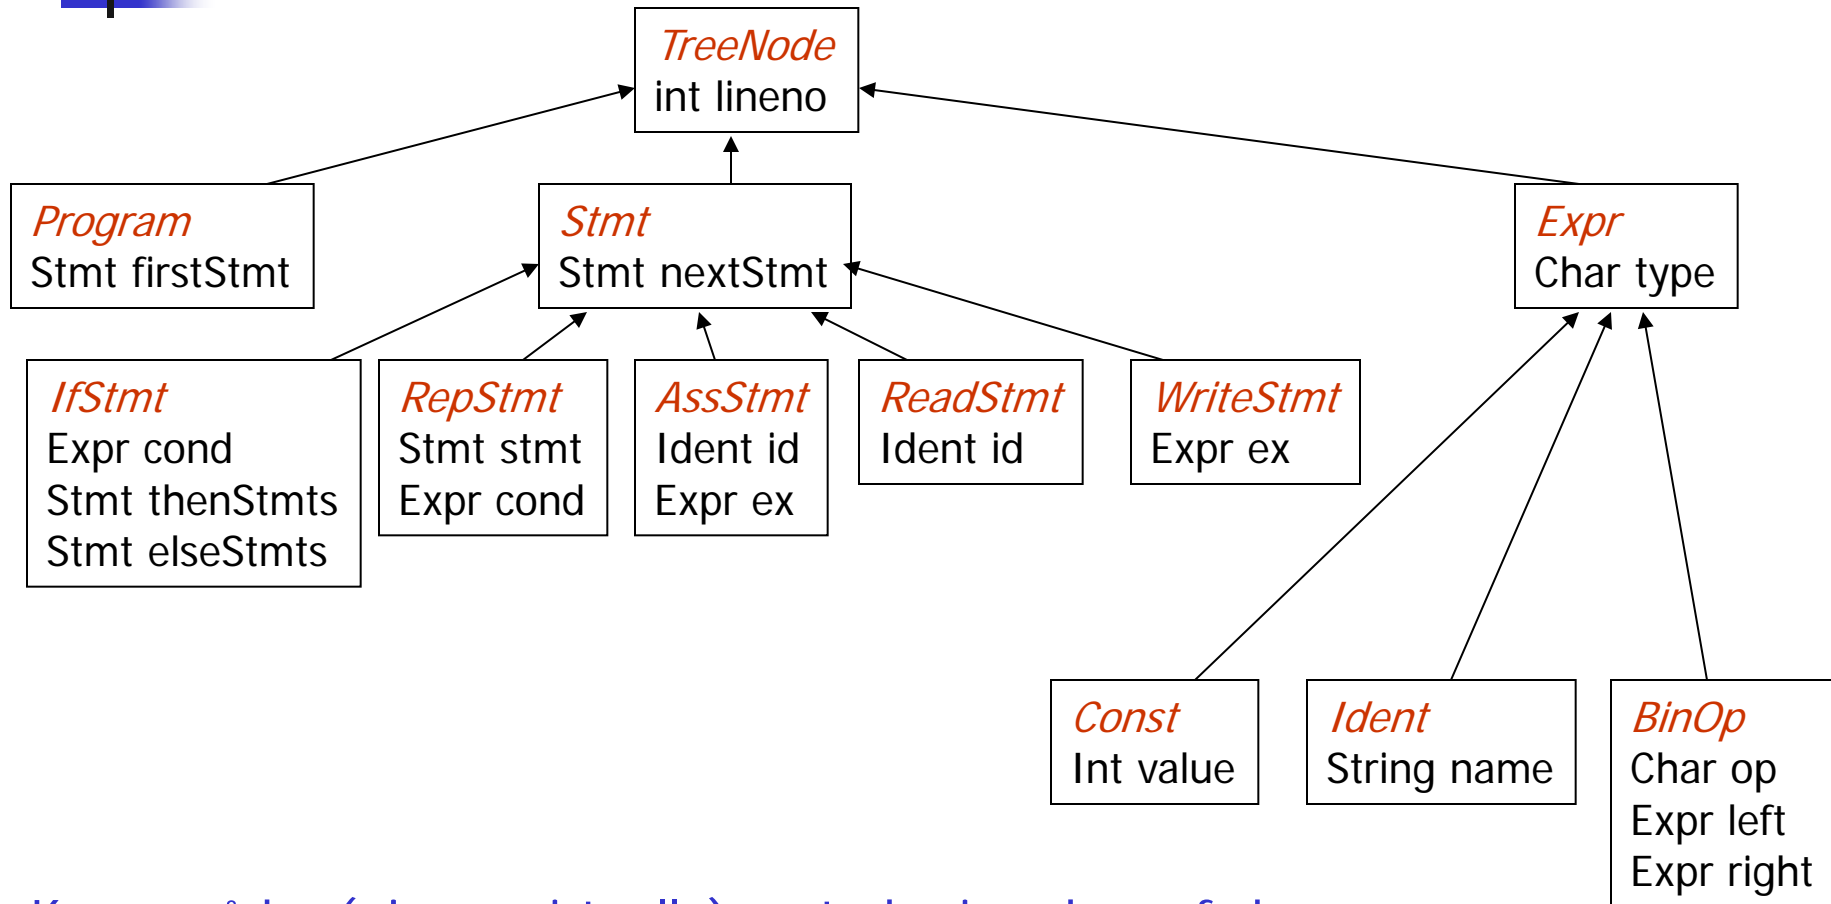 TreeNode
int lineno
Program
Stmt firstStmt
Stmt
Stmt nextStmt
Expr
Char type
IfStmt
Expr cond
Stmt thenStmts
Stmt elseStmts
RepStmt
Stmt stmt
Expr cond
AssStmt
Ident id
Expr ex
ReadStmt
Ident id
WriteStmt
Expr ex
Const
Int value
Ident
String name
BinOp
Char op
Expr left
Expr right